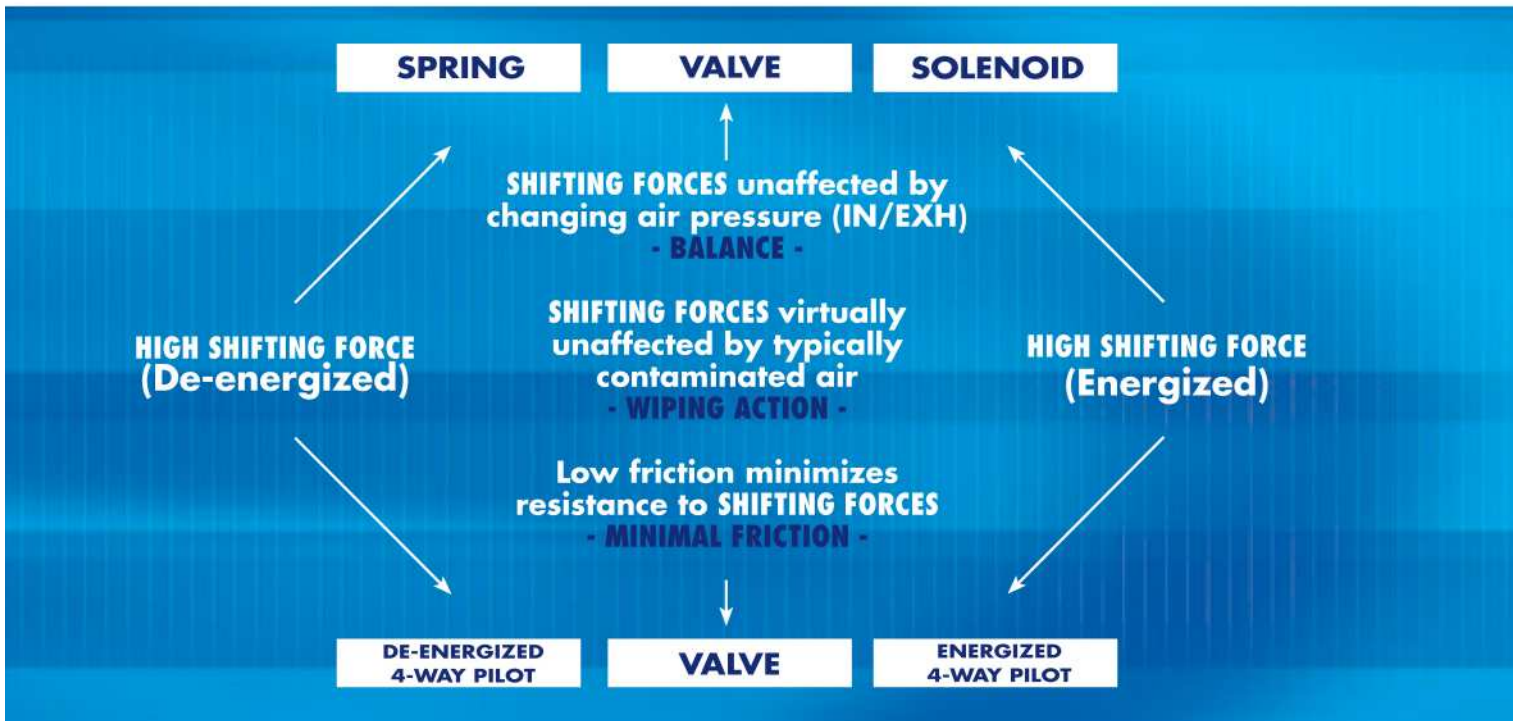 SPRING
VALVE
SOLENOID
SHIFTING FORCES unaffected by
changing air pressure (IN/EXH)
- BALANCE -
HIGH SHIFTING FORCE
(De-energized)
SHIFTING FORCES virtually
unaffected by typically
contaminated air
- WIPING ACTION -
HIGH SHIFTING FORCE
(Energized)
Low friction minimizes
resistance to SHIFTING FORCES
- MINIMAL FRICTION -
DE-ENERGIZED
4-WAY PILOT
VALVE
ENERGIZED
4-WAY PILOT